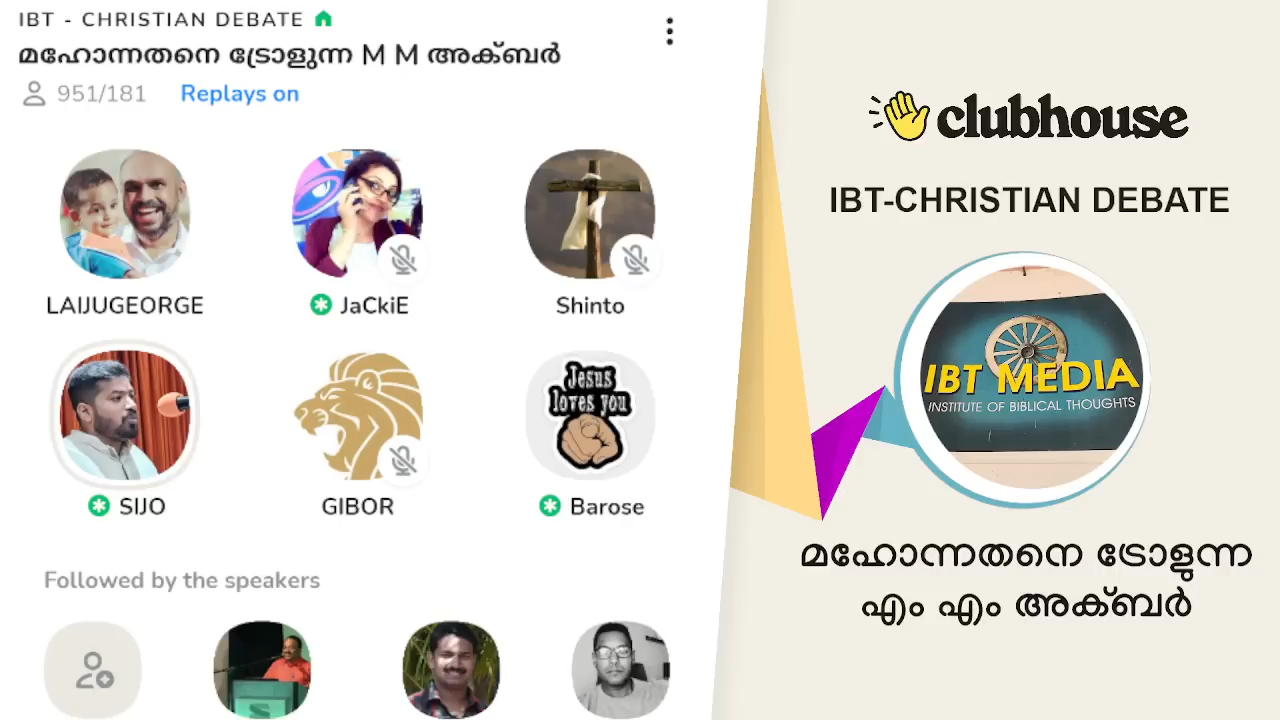 IBT - CHRISTIAN DEBATE
മഹോന്നതനെ ട്രോളുന്ന M M അക്ബർ
951/181 Replays on
LAIJUGEORGE
JaCkiE
Shinto
Jesus
loves you
SIJO
GIBOR
Barose
Followed by the speakers
S
clubhouse
IBT-CHRISTIAN DEBATE
IBT MEDIA
INSTITUTE OF BIBLICAL THOUGHTS
മഹോന്നതനെ ട്രോളുന്ന
എം എം അക്ബർ